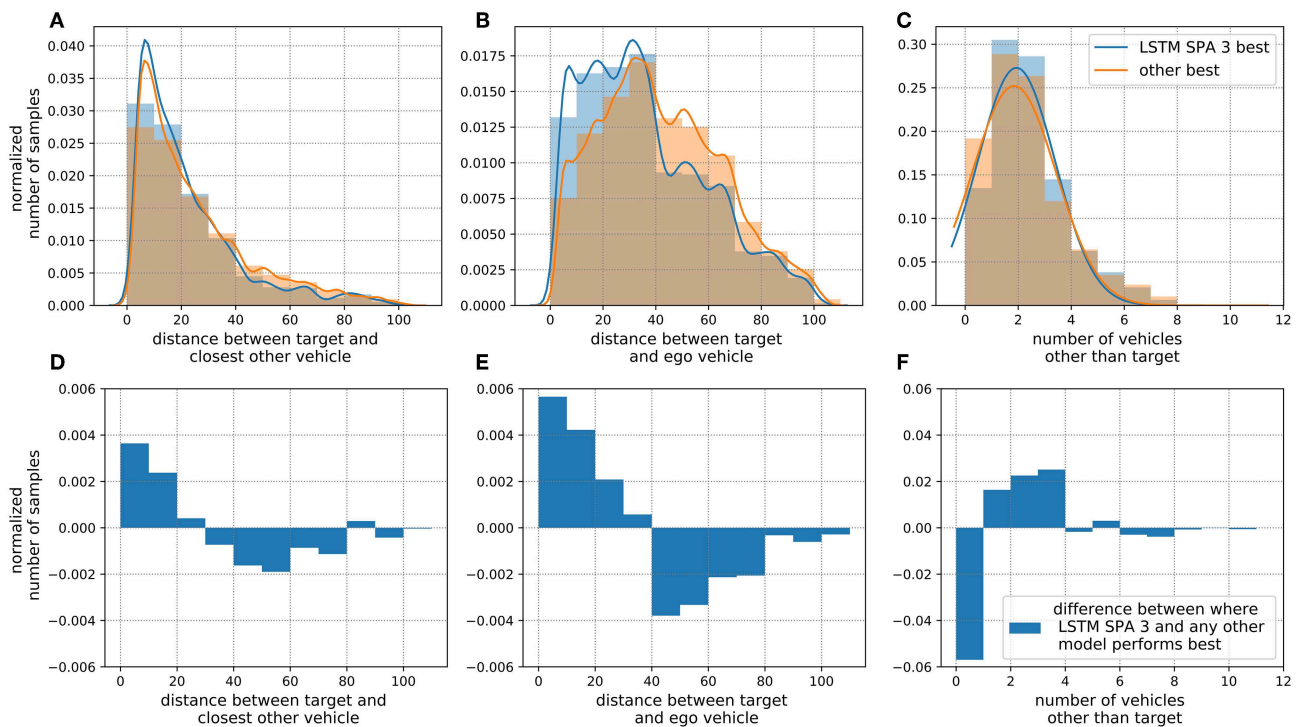 A
B
C
0.040
0.035
0.030
0.025
0.020
0.015
0.010
0.005
0.000
normalized
number of samples
0 20 40 60 80 100
distance between target and
closest other vehicle
0.0175
0.0150
0.0125
0.0100
0.0075
0.0050
0.0025
0.0000
0 20 40 60 80 100
distance between target
and ego vehicle
0.30
0.25
0.20
0.15
0.10
0.05
0.00
LSTM SPA 3 best
other best
0 2 4 6 8 10 12
number of vehicles
other than target
D
E
F
0.006
0.004
0.002
0.000
−0.002
−0.004
−0.006
normalized
number of samples
0 20 40 60 80 100
distance between target and
closest other vehicle
0.006
0.004
0.002
0.000
−0.002
−0.004
−0.006
0 20 40 60 80 100
distance between target
and ego vehicle
0.06
0.04
0.02
0.00
−0.02
−0.04
−0.06
difference between where
LSTM SPA 3 and any other
model performs best
0 2 4 6 8 10 12
number of vehicles
other than target